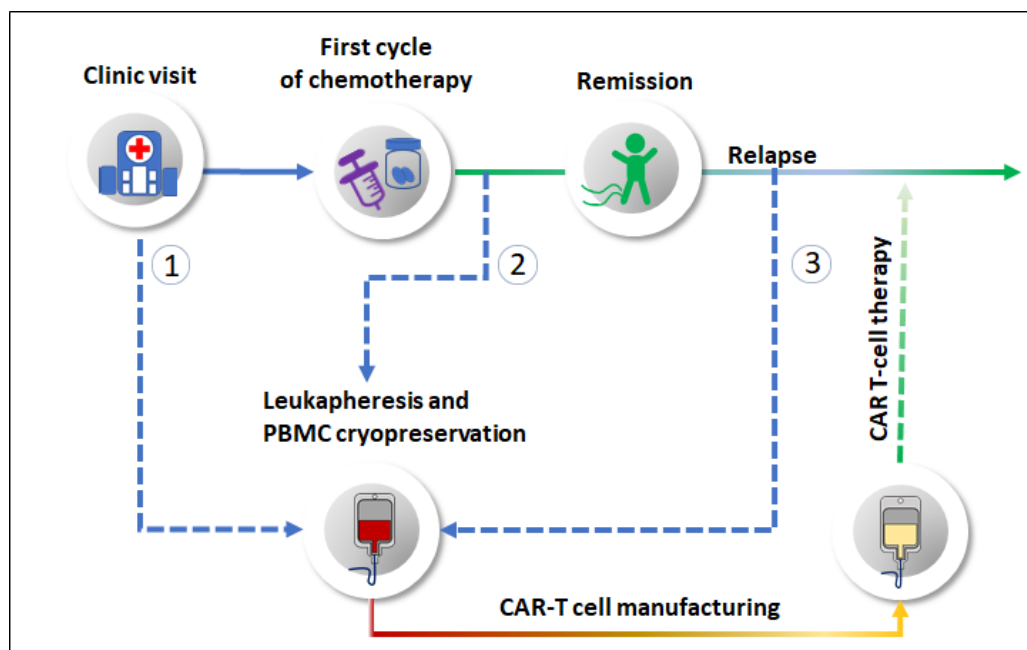 Clinic visit
First cycle
of chemotherapy
Remission
Relapse
1
2
3
Leukapheresis and
PBMC cryopreservation
CAR T-cell therapy
CAR-T cell manufacturing